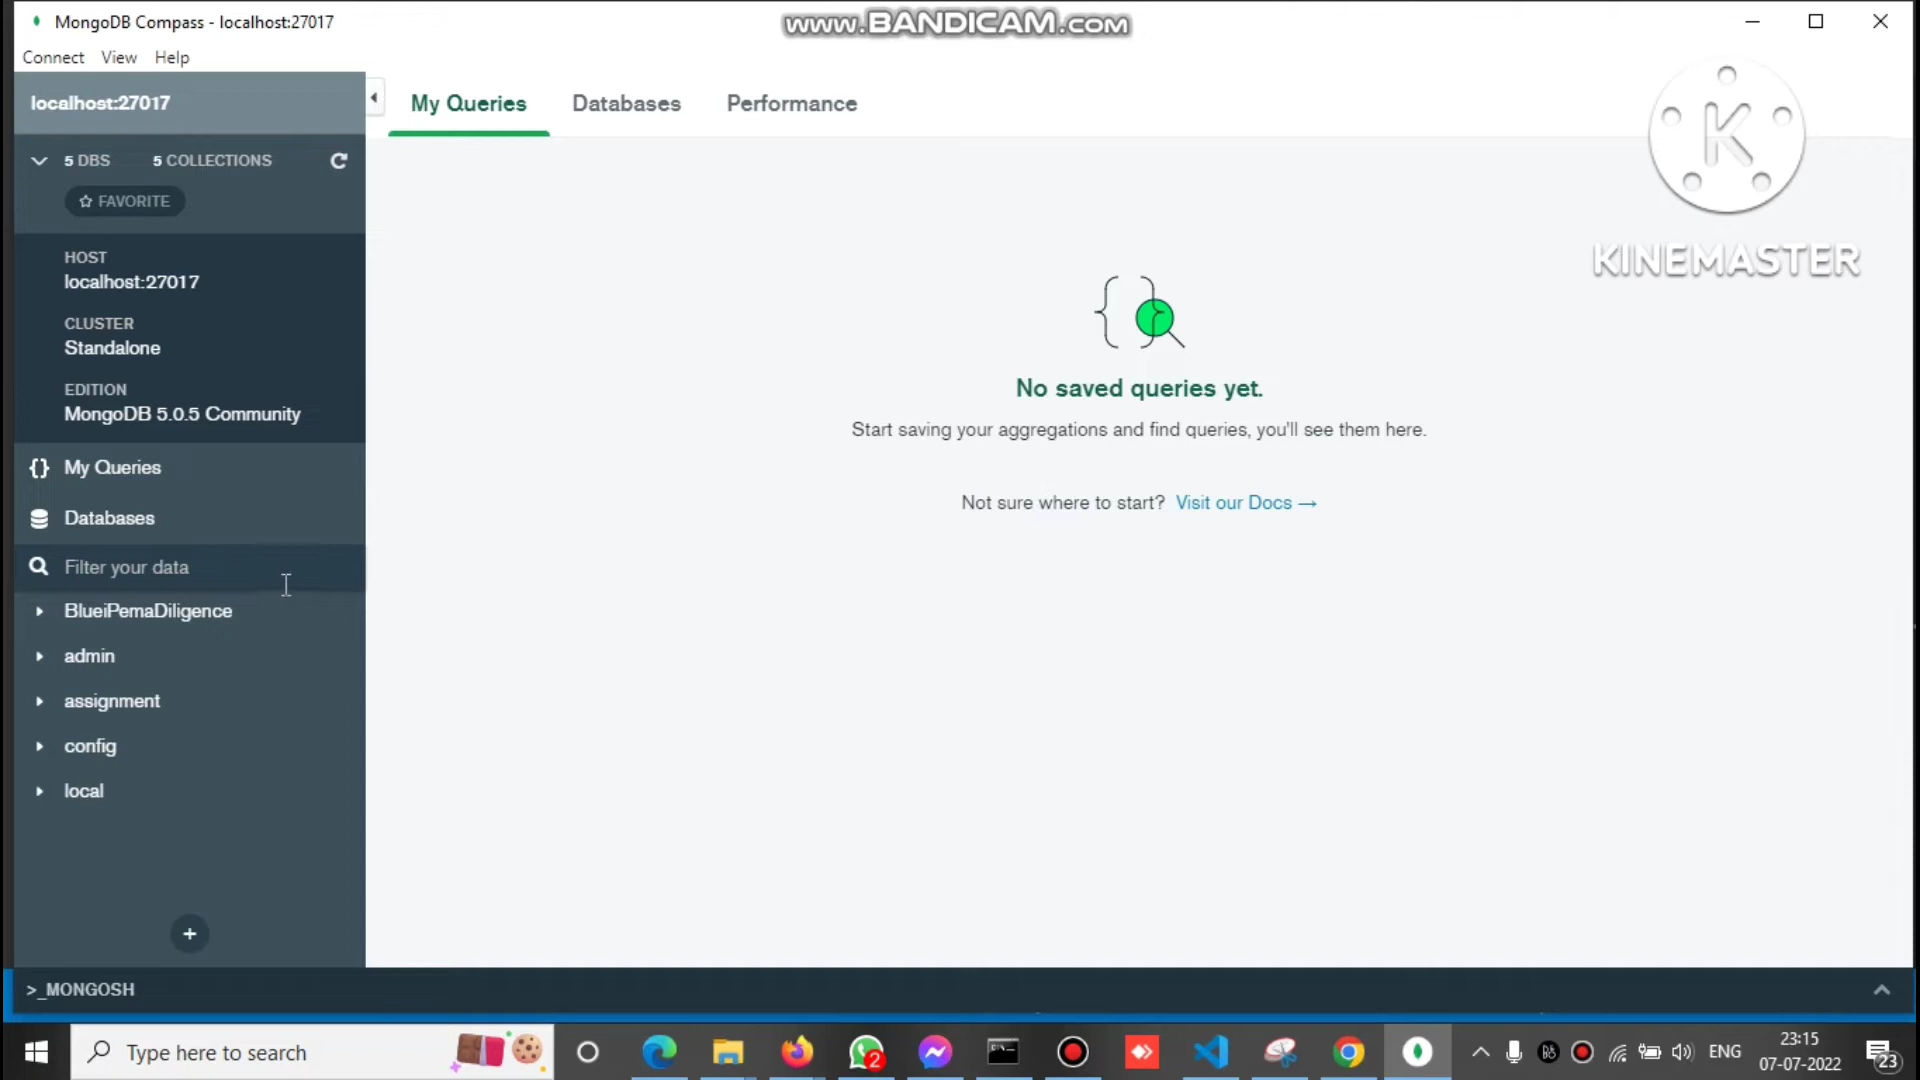 MongoDB Compass - localhost:27017
www.BANDICAM.com
Connect View Help
localhost:27017
My Queries Databases Performance
5 DBS 5 COLLECTIONS
FAVORITE
HOST
localhost:27017
CLUSTER
Standalone
EDITION
MongoDB 5.0.5 Community
{} My Queries
Databases
Filter your data
BlueiPemaDiligence
admin
assignment
config
local
+
K
KINEMASTER
No saved queries yet.
Start saving your aggregations and find queries, you'll see them here.
Not sure where to start? Visit our Docs →
>_MONGOSH
Type here to search
2
ENG
23:15
07-07-2022
23